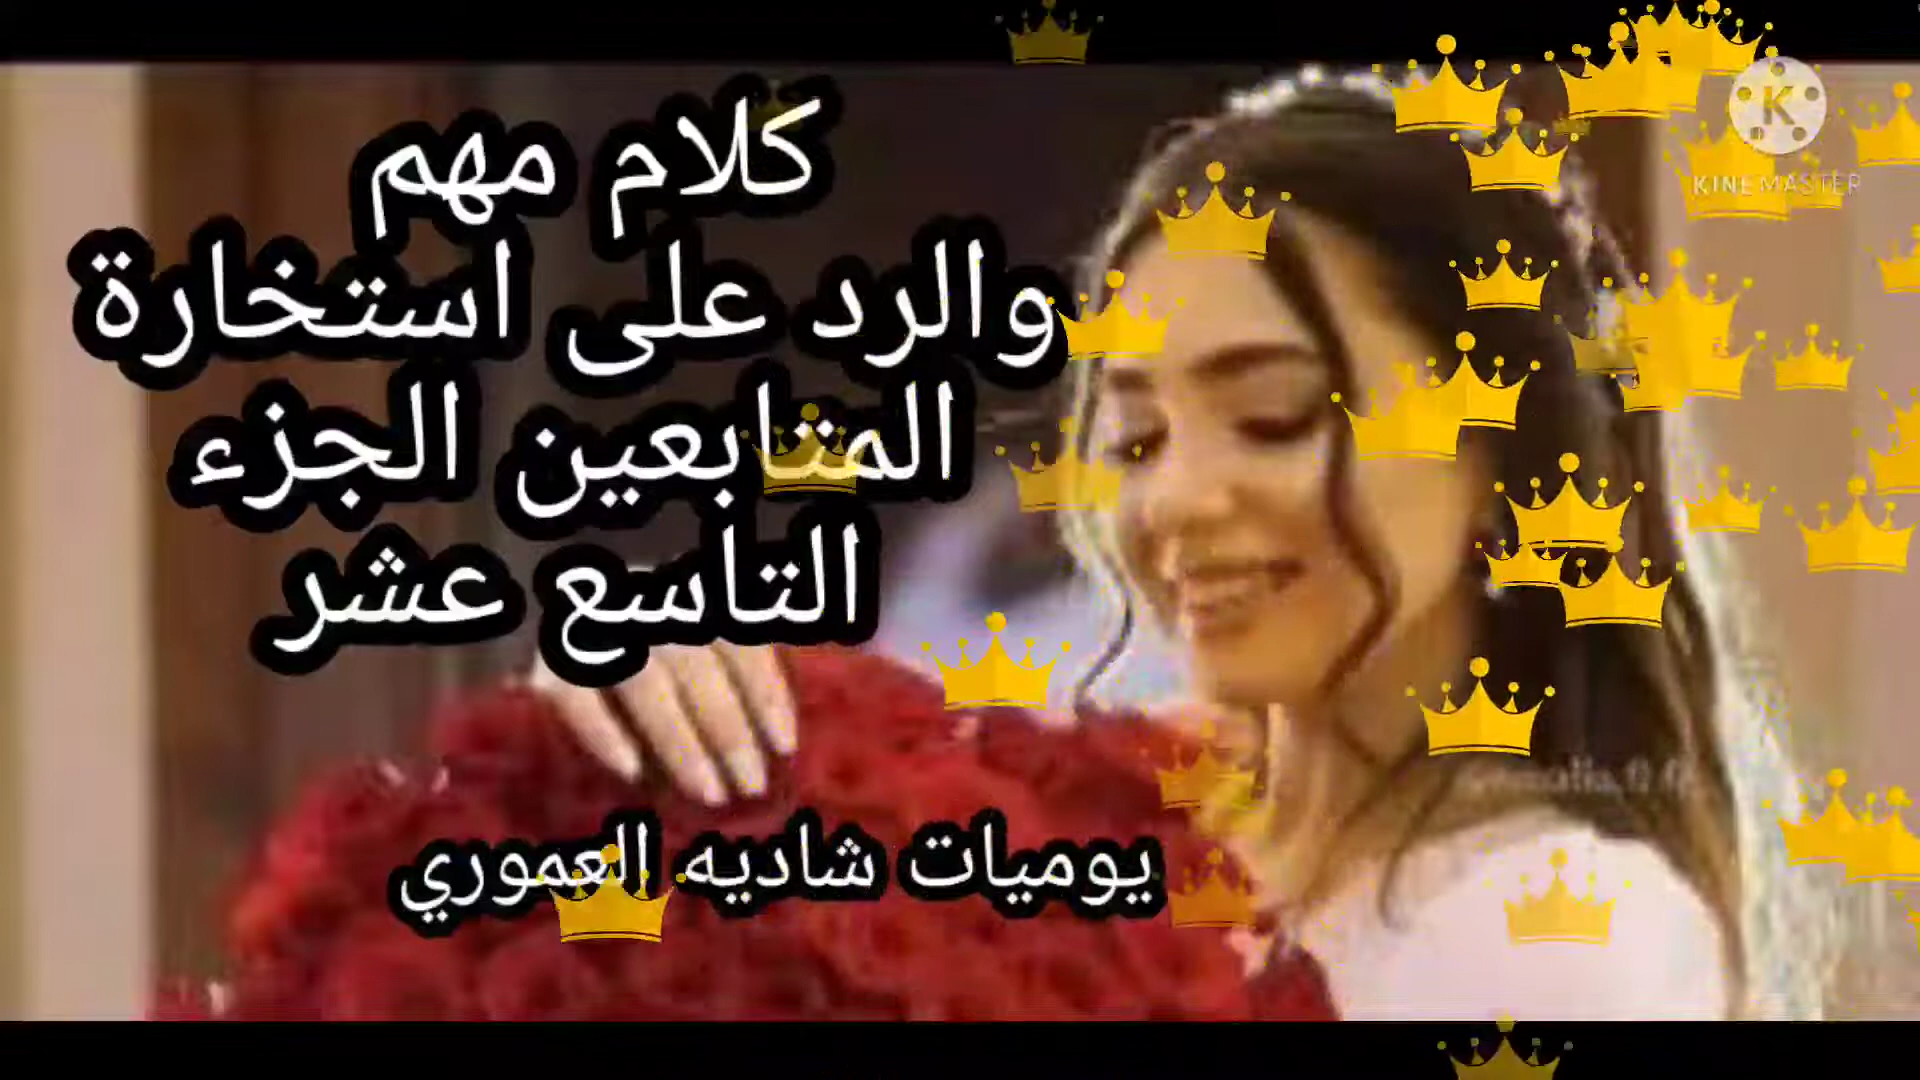 كلام مهم
والرد على استخارة
المتابعين الجزء
التاسع عشر
يوميات شاديه العموري
KINEMASTER